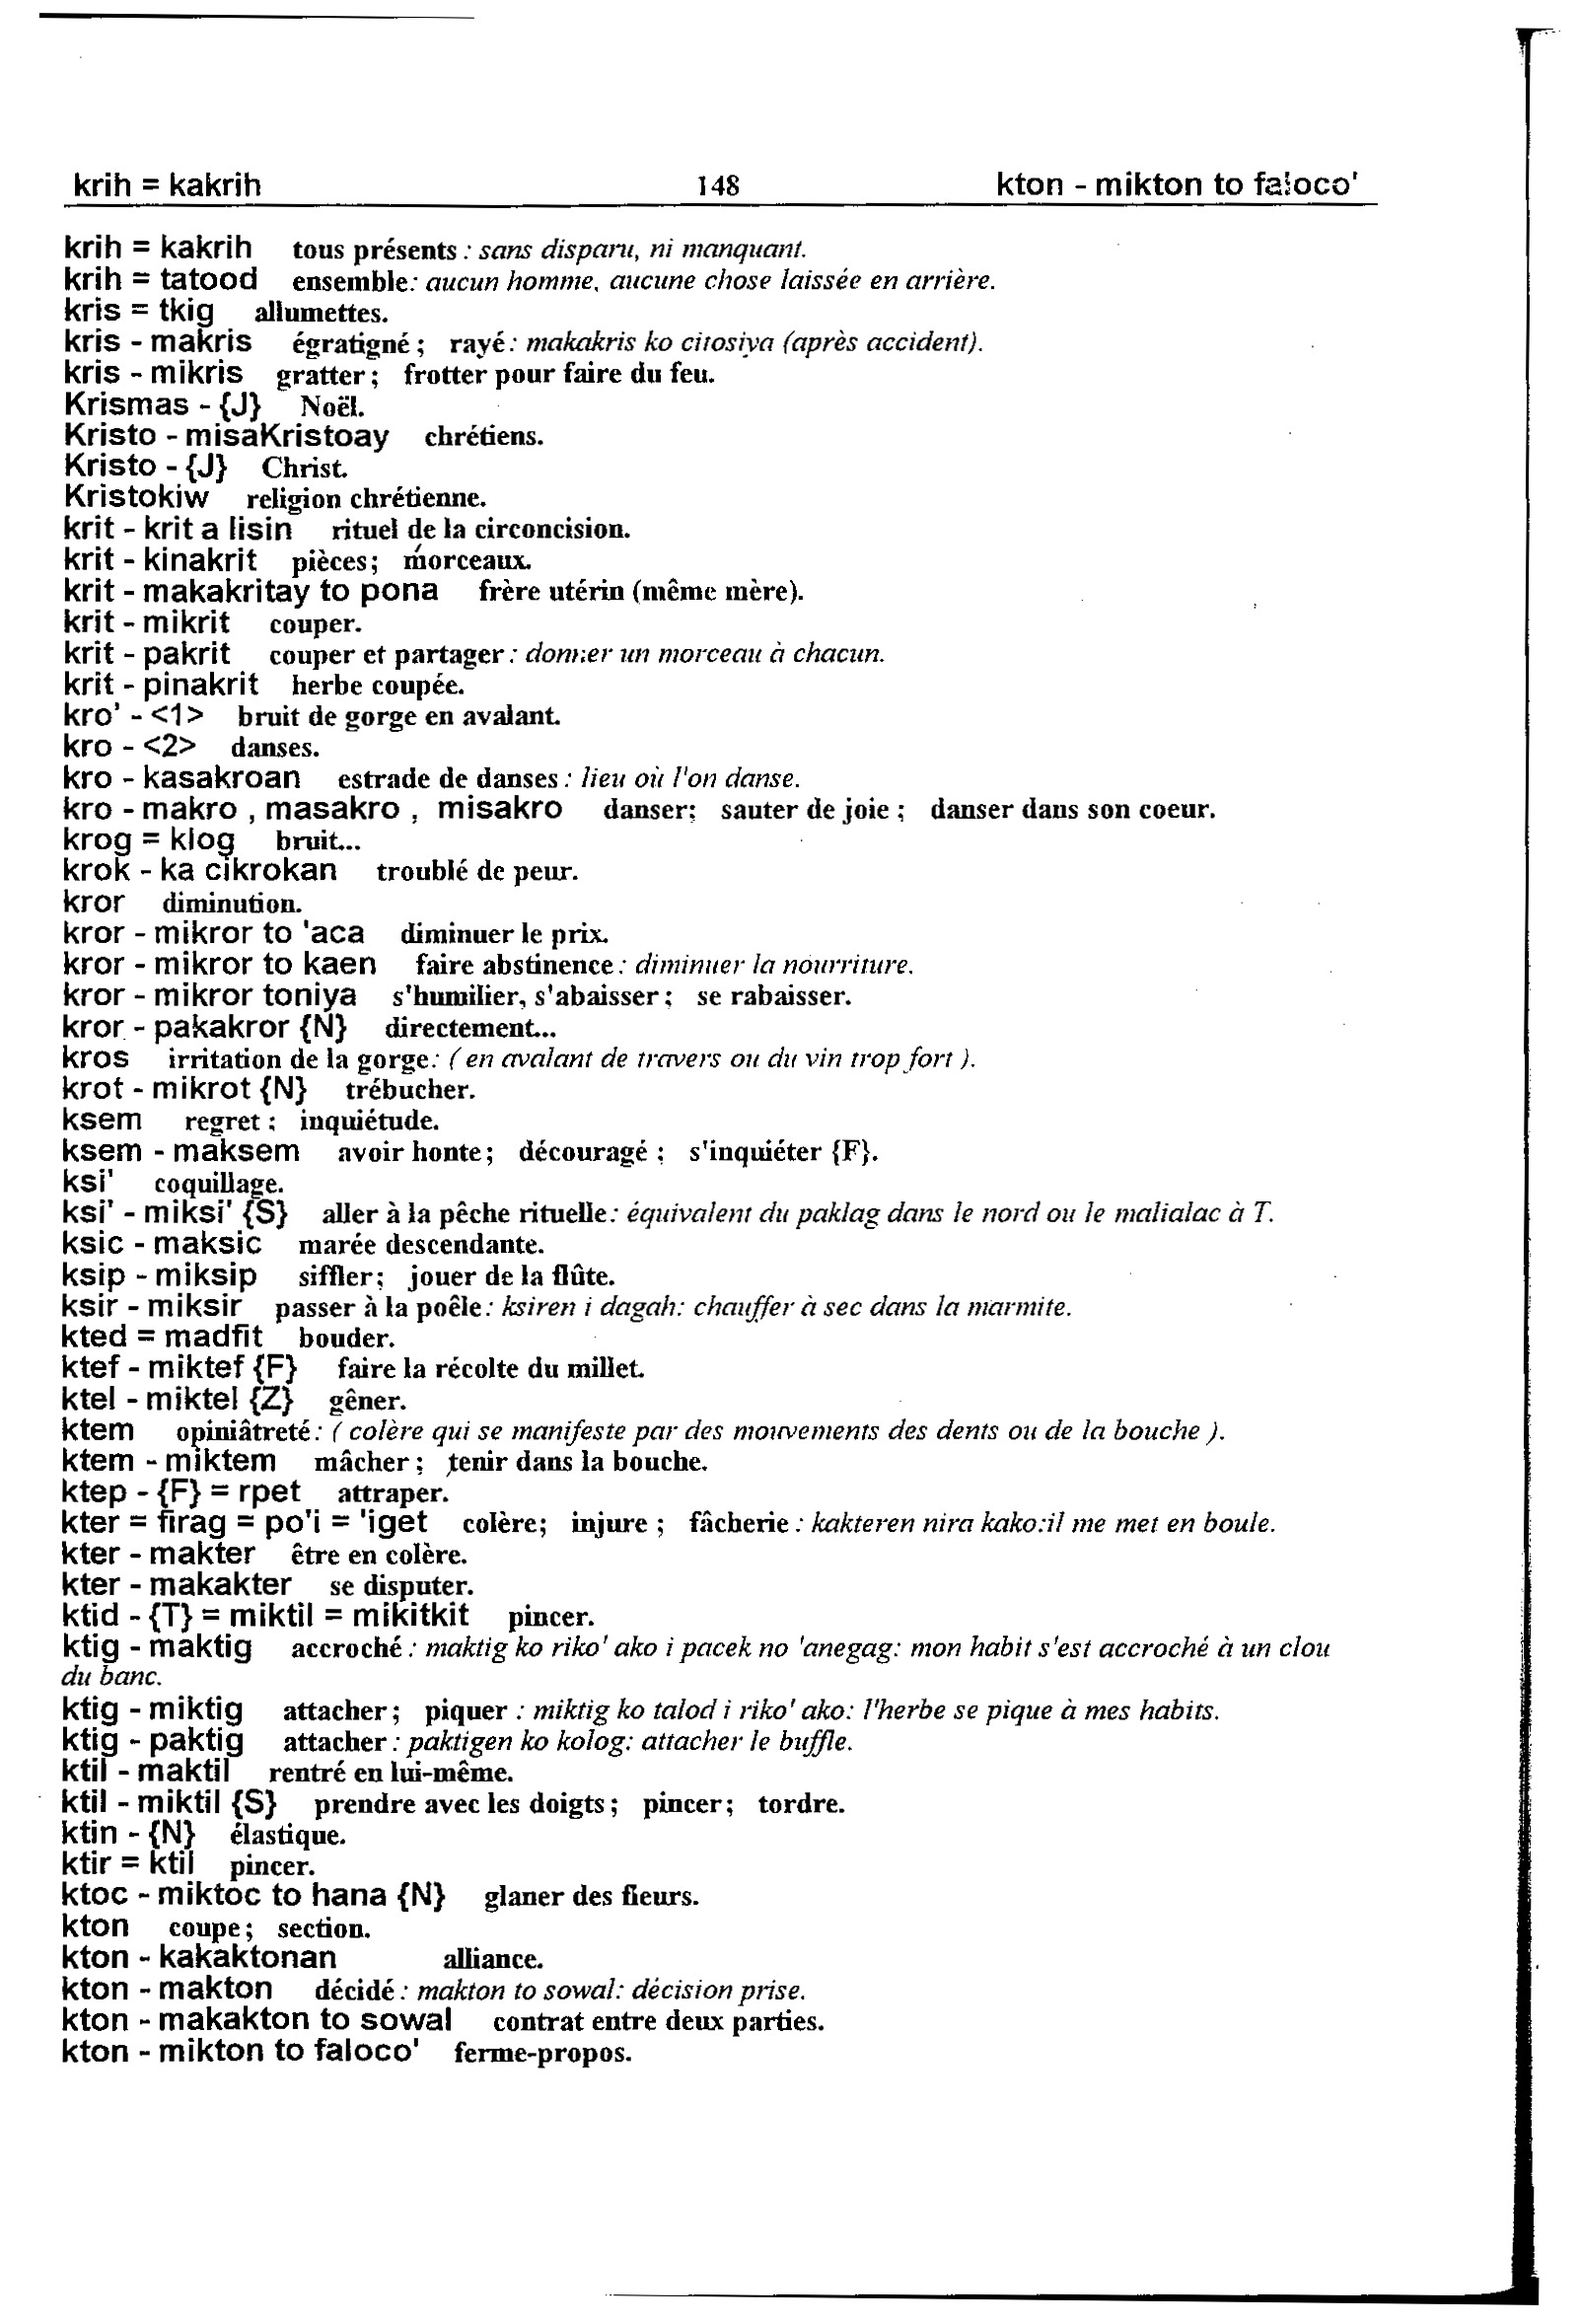 krih = kakrih 148 kton - mikton to faloco'
krih = kakrih tous présents : sans disparu, ni manquant.
krih = tatood ensemble: aucun homme, aucune chose laissée en arrière.
kris = tkig allumettes.
kris - makris égratigné ; rayé : makakris ko citosiya (après accident).
kris - mikris gratter ; frotter pour faire du feu.
Krismas - {J} Noël.
Kristo - misaKristoay chrétiens.
Kristo - {J} Christ.
Kristokiw religion chrétienne.
krit - krit a lisin rituel de la circoncision.
krit - kinakrit pièces; morceaux.
krit - makakritay to pona frère utérin (même mère).
krit - mikrit couper.
krit - pakrit couper et partager : donner un morceau à chacun.
krit - pinakrit herbe coupée.
kro' - <1> bruit de gorge en avalant.
kro - <2> danses.
kro - kasakroan estrade de danses : lieu où l'on danse.
kro - makro , masakro , misakro danser; sauter de joie ; danser dans son coeur.
krog = klog bruit...
krok - ka cikrokan troublé de peur.
kror diminution.
kror - mikror to 'aca diminuer le prix.
kror - mikror to kaen faire abstinence : diminuer la nourriture.
kror - mikror toniya s'humilier, s'abaisser ; se rabaisser.
kror - pakakror {N} directement...
kros irritation de la gorge: ( en avalant de travers ou du vin trop fort ).
krot - mikrot {N} trébucher.
ksem regret ; inquiétude.
ksem - maksem avoir honte ; découragé ; s'inquiéter {F}.
ksi' coquillage.
ksi' - miksi' {S} aller à la pêche rituelle: équivalent du paklag dans le nord ou le malialac à T.
ksic - maksic marée descendante.
ksip - miksip siffler; jouer de la flûte.
ksir - miksir passer à la poêle : ksiren i dagah: chauffer à sec dans la marmite.
kted = madfit bouder.
ktef - miktef {F} faire la récolte du millet.
ktel - miktel {Z} gêner.
ktem opiniâtreté : ( colère qui se manifeste par des mouvements des dents ou de la bouche ).
ktem - miktem mâcher ; tenir dans la bouche.
ktep - {F} = rpet attraper.
kter = firag = po'i = 'iget colère; injure ; fâcherie : kakteren nira kako:il me met en boule.
kter - makter être en colère.
kter - makakter se disputer.
ktid - {T} = miktil = mikitkit pincer.
ktig - maktig accroché : maktig ko riko' ako i pacek no 'anegag: mon habit s'est accroché à un clou
du banc.
ktig - miktig attacher ; piquer : miktig ko talod i riko' ako: l'herbe se pique à mes habits.
ktig - paktig attacher : paktigen ko kolog: attacher le buffle.
ktil - maktil rentré en lui-même.
ktil - miktil {S} prendre avec les doigts ; pincer; tordre.
ktin - {N} élastique.
ktir = ktil pincer.
ktoc - miktoc to hana {N} glaner des fleurs.
kton coupe ; section.
kton - kakaktonan alliance.
kton - makton décidé : makton to sowal: décision prise.
kton - makakton to sowal contrat entre deux parties.
kton - mikton to faloco' ferme-propos.